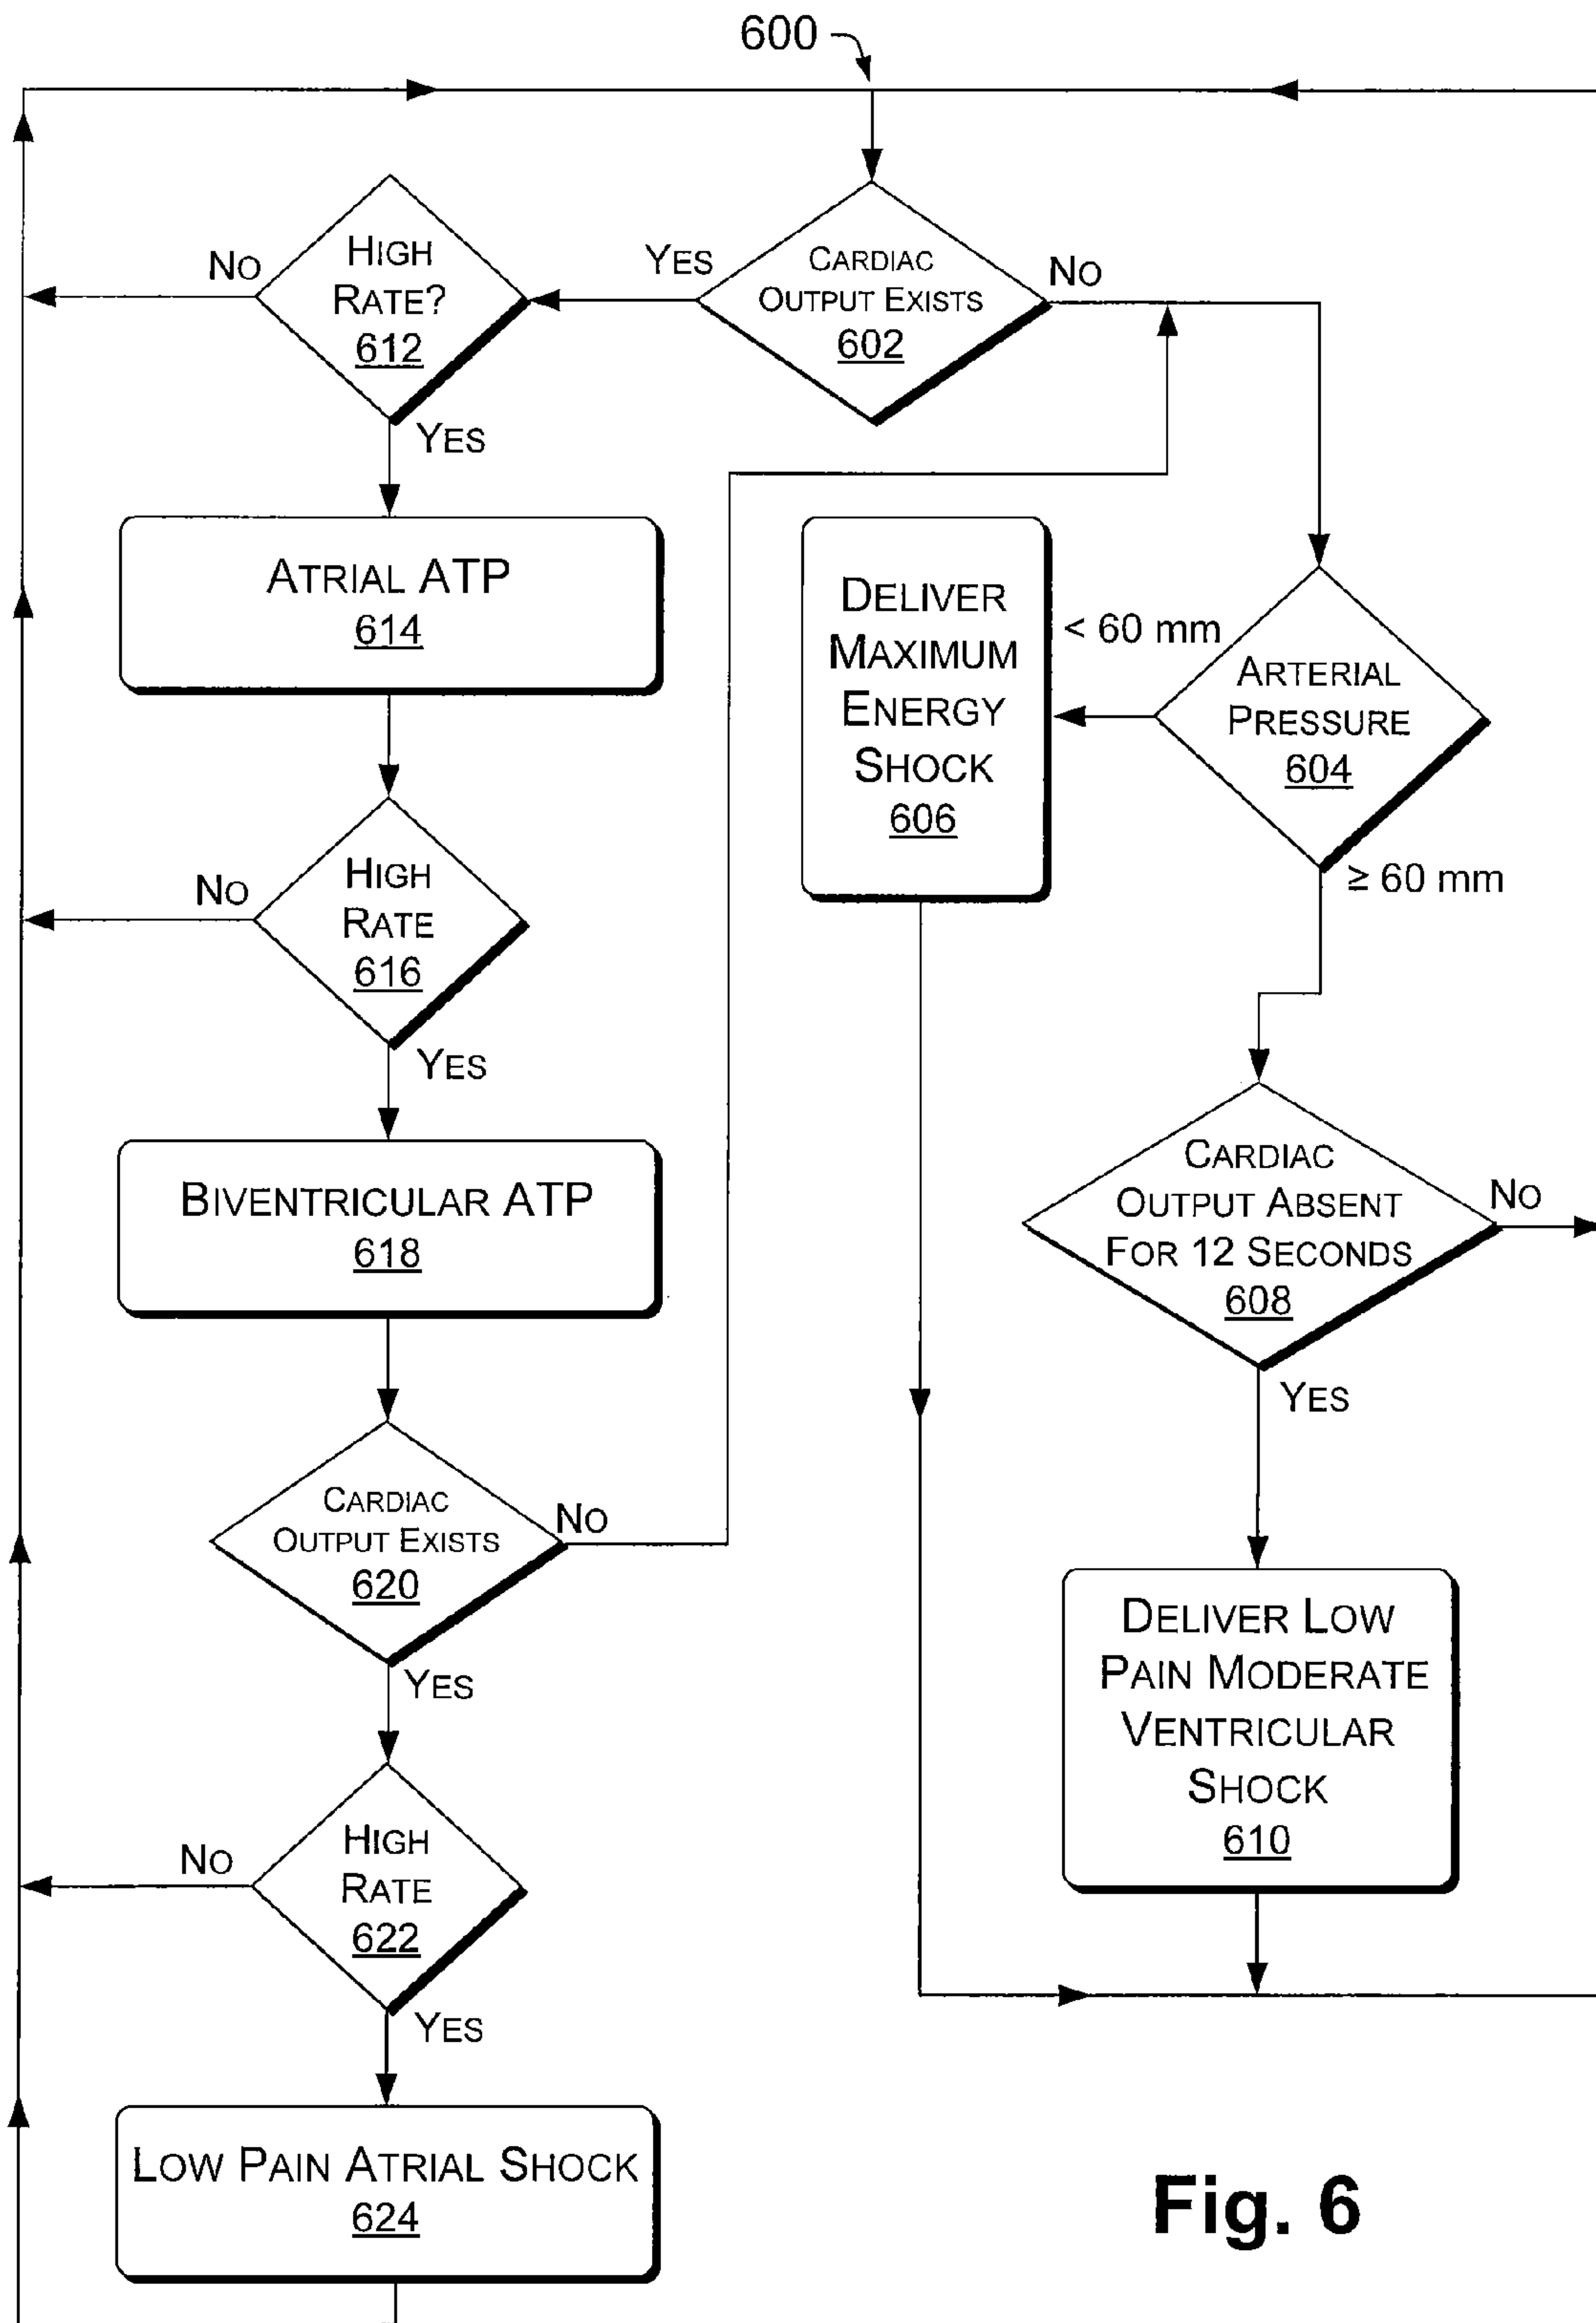 600
CARDIAC
OUTPUT EXISTS
602
YES
NO
HIGH
RATE?
612
NO
YES
ATRIAL ATP
614
HIGH
RATE
616
NO
YES
BIVENTRICULAR ATP
618
CARDIAC
OUTPUT EXISTS
620
NO
YES
HIGH
RATE
622
NO
YES
LOW PAIN ATRIAL SHOCK
624
ARTERIAL
PRESSURE
604
< 60 mm
≥ 60 mm
DELIVER
MAXIMUM
ENERGY
SHOCK
606
CARDIAC
OUTPUT ABSENT
FOR 12 SECONDS
608
NO
YES
DELIVER LOW
PAIN MODERATE
VENTRICULAR
SHOCK
610
Fig. 6